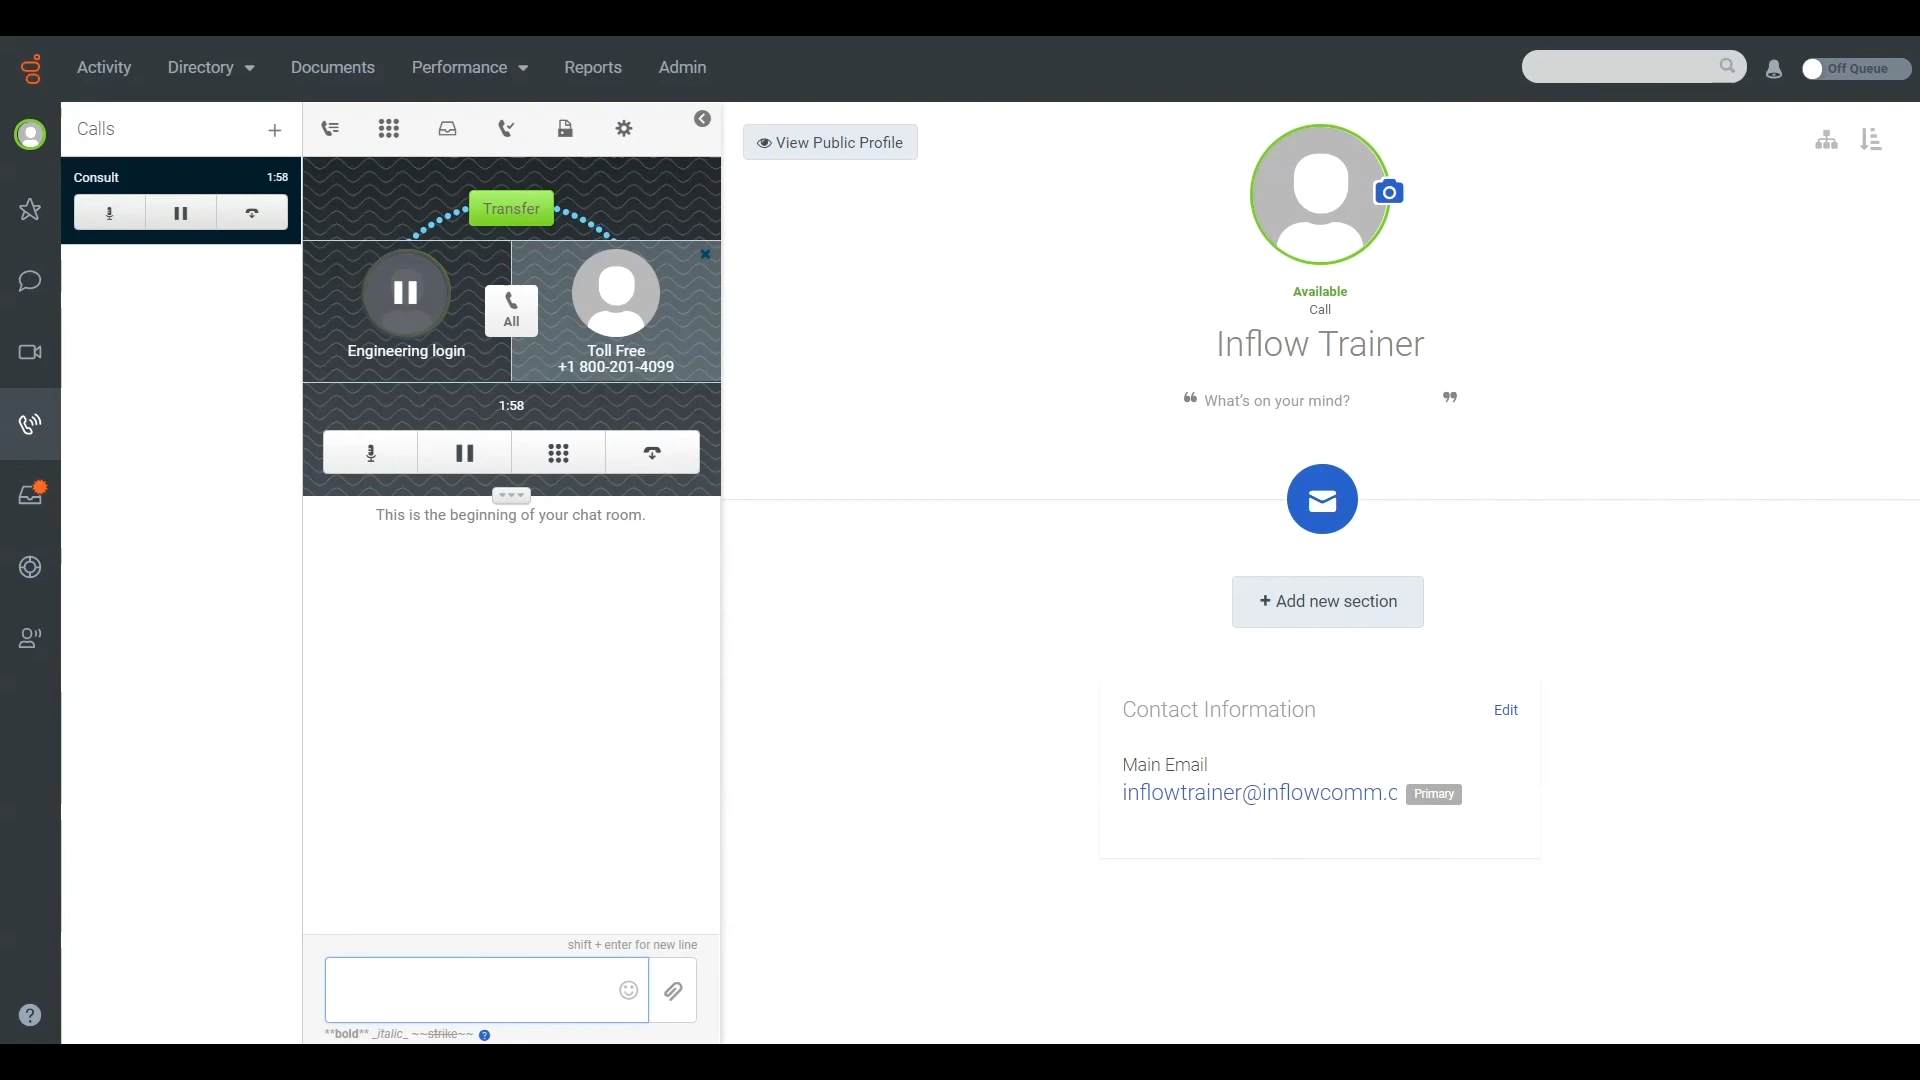 Activity
Directory
Documents
Performance
Reports
Admin
Off Queue
Calls
Consult
1:58
Transfer
All
Engineering login
Toll Free
+1 800-201-4099
1:58
This is the beginning of your chat room.
shift + enter for new line
**bold** _italic_ ~~strike~~
View Public Profile
Available
Call
Inflow Trainer
❝ What's on your mind? ❞
+ Add new section
Contact Information
Edit
Main Email
inflowtrainer@inflowcomm.c
Primary